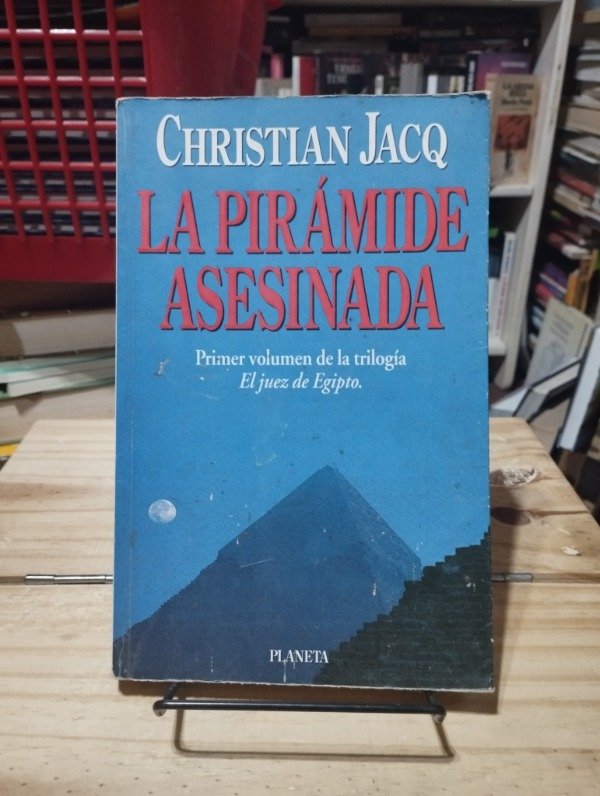 CHRISTIAN JACQ
LA PIRÁMIDE
ASESINADA
Primer volumen de la trilogía
El juez de Egipto.
PLANETA